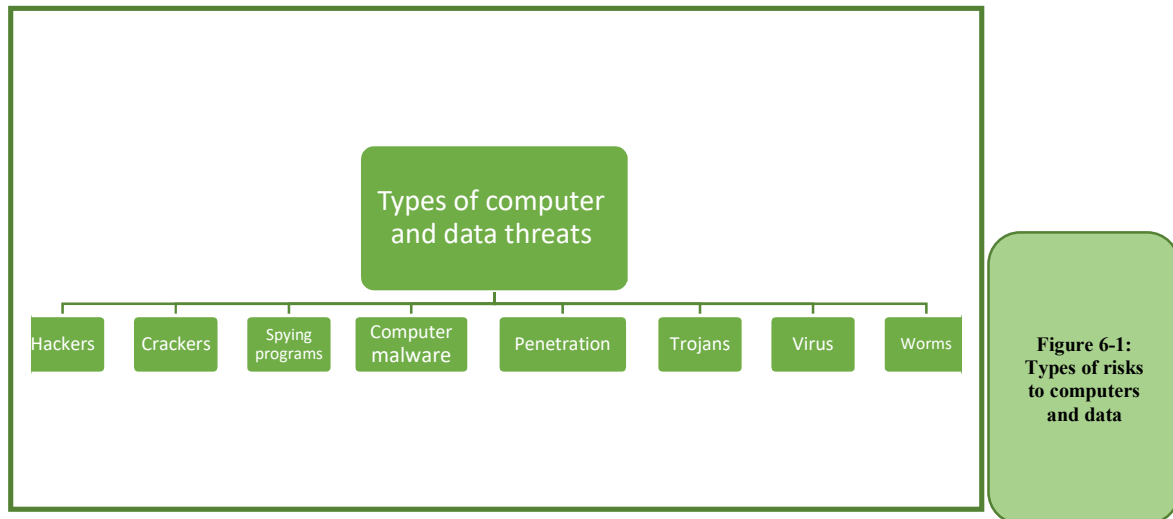 Types of computer
and data threats
Hackers
Crackers
Spying
programs
Computer
malware
Penetration
Trojans
Virus
Worms
Figure 6-1:
Types of risks
to computers
and data